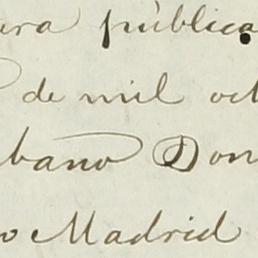 ura pública
de mil oct
bano Don
o Madrid